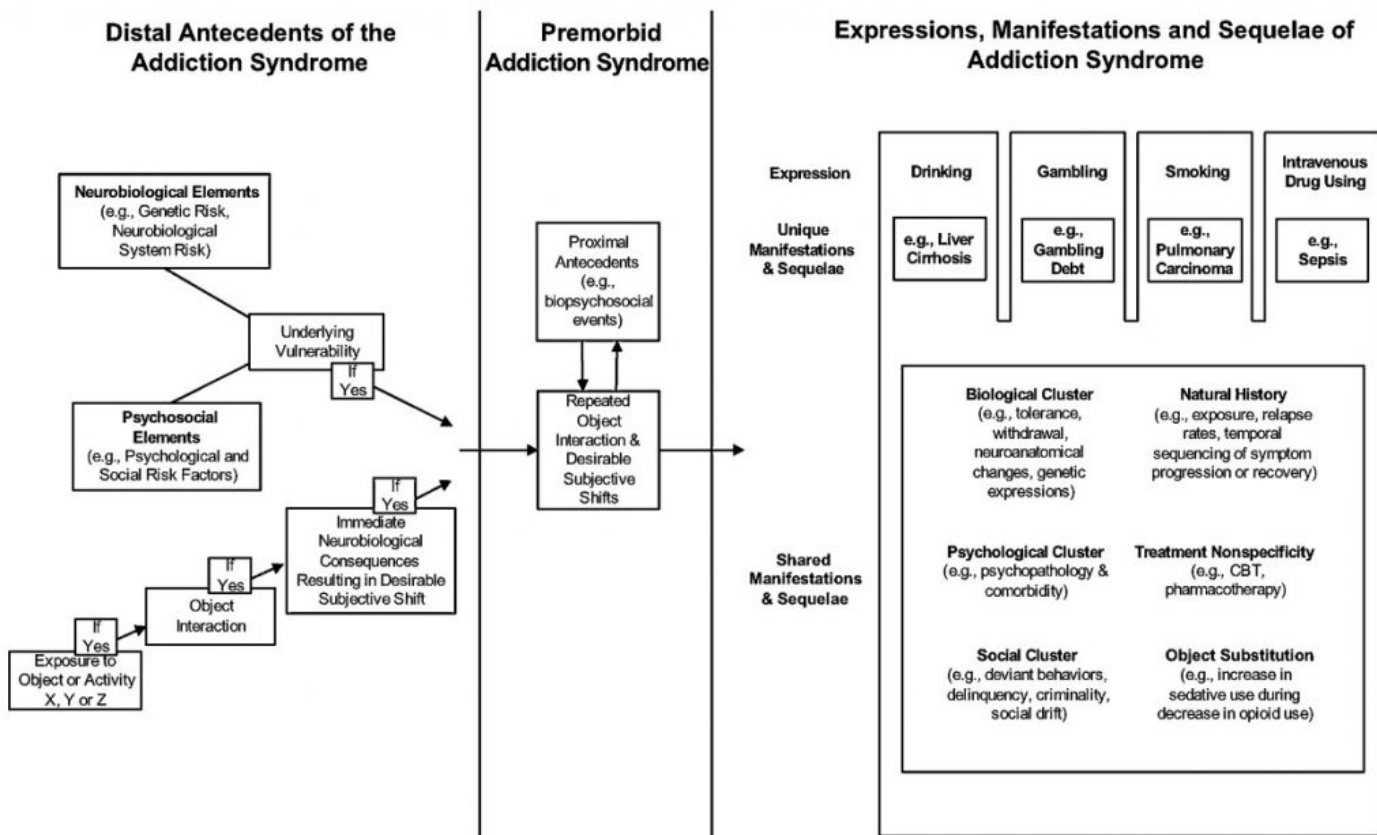 Distal Antecedents of the
Addiction Syndrome
Neurobiological Elements
(e.g., Genetic Risk,
Neurobiological
System Risk)
Underlying
Vulnerability
If
Yes
Psychosocial
Elements
(e.g., Psychological and
Social Risk Factors)
If
Yes
Immediate
Neurobiological
Consequences
Resulting in Desirable
Subjective Shift
If
Yes
Object
Interaction
If
Yes
Exposure to
Object or Activity
X, Y or Z
Premorbid
Addiction Syndrome
Proximal
Antecedents
(e.g.,
biopsychosocial
events)
Repeated
Object
Interaction &
Desirable
Subjective
Shifts
Expressions, Manifestations and Sequelae of
Addiction Syndrome
Expression
Drinking
Gambling
Smoking
Intravenous
Drug Using
Unique
Manifestations
& Sequelae
e.g., Liver
Cirrhosis
e.g.,
Gambling
Debt
e.g.,
Pulmonary
Carcinoma
e.g.,
Sepsis
Shared
Manifestations
& Sequelae
Biological Cluster
(e.g., tolerance,
withdrawal,
neuroanatomical
changes, genetic
expressions)
Natural History
(e.g., exposure, relapse
rates, temporal
sequencing of symptom
progression or recovery)
Psychological Cluster
(e.g., psychopathology &
comorbidity)
Treatment Nonspecificity
(e.g., CBT,
pharmacotherapy)
Social Cluster
(e.g., deviant behaviors,
delinquency, criminality,
social drift)
Object Substitution
(e.g., increase in
sedative use during
decrease in opioid use)